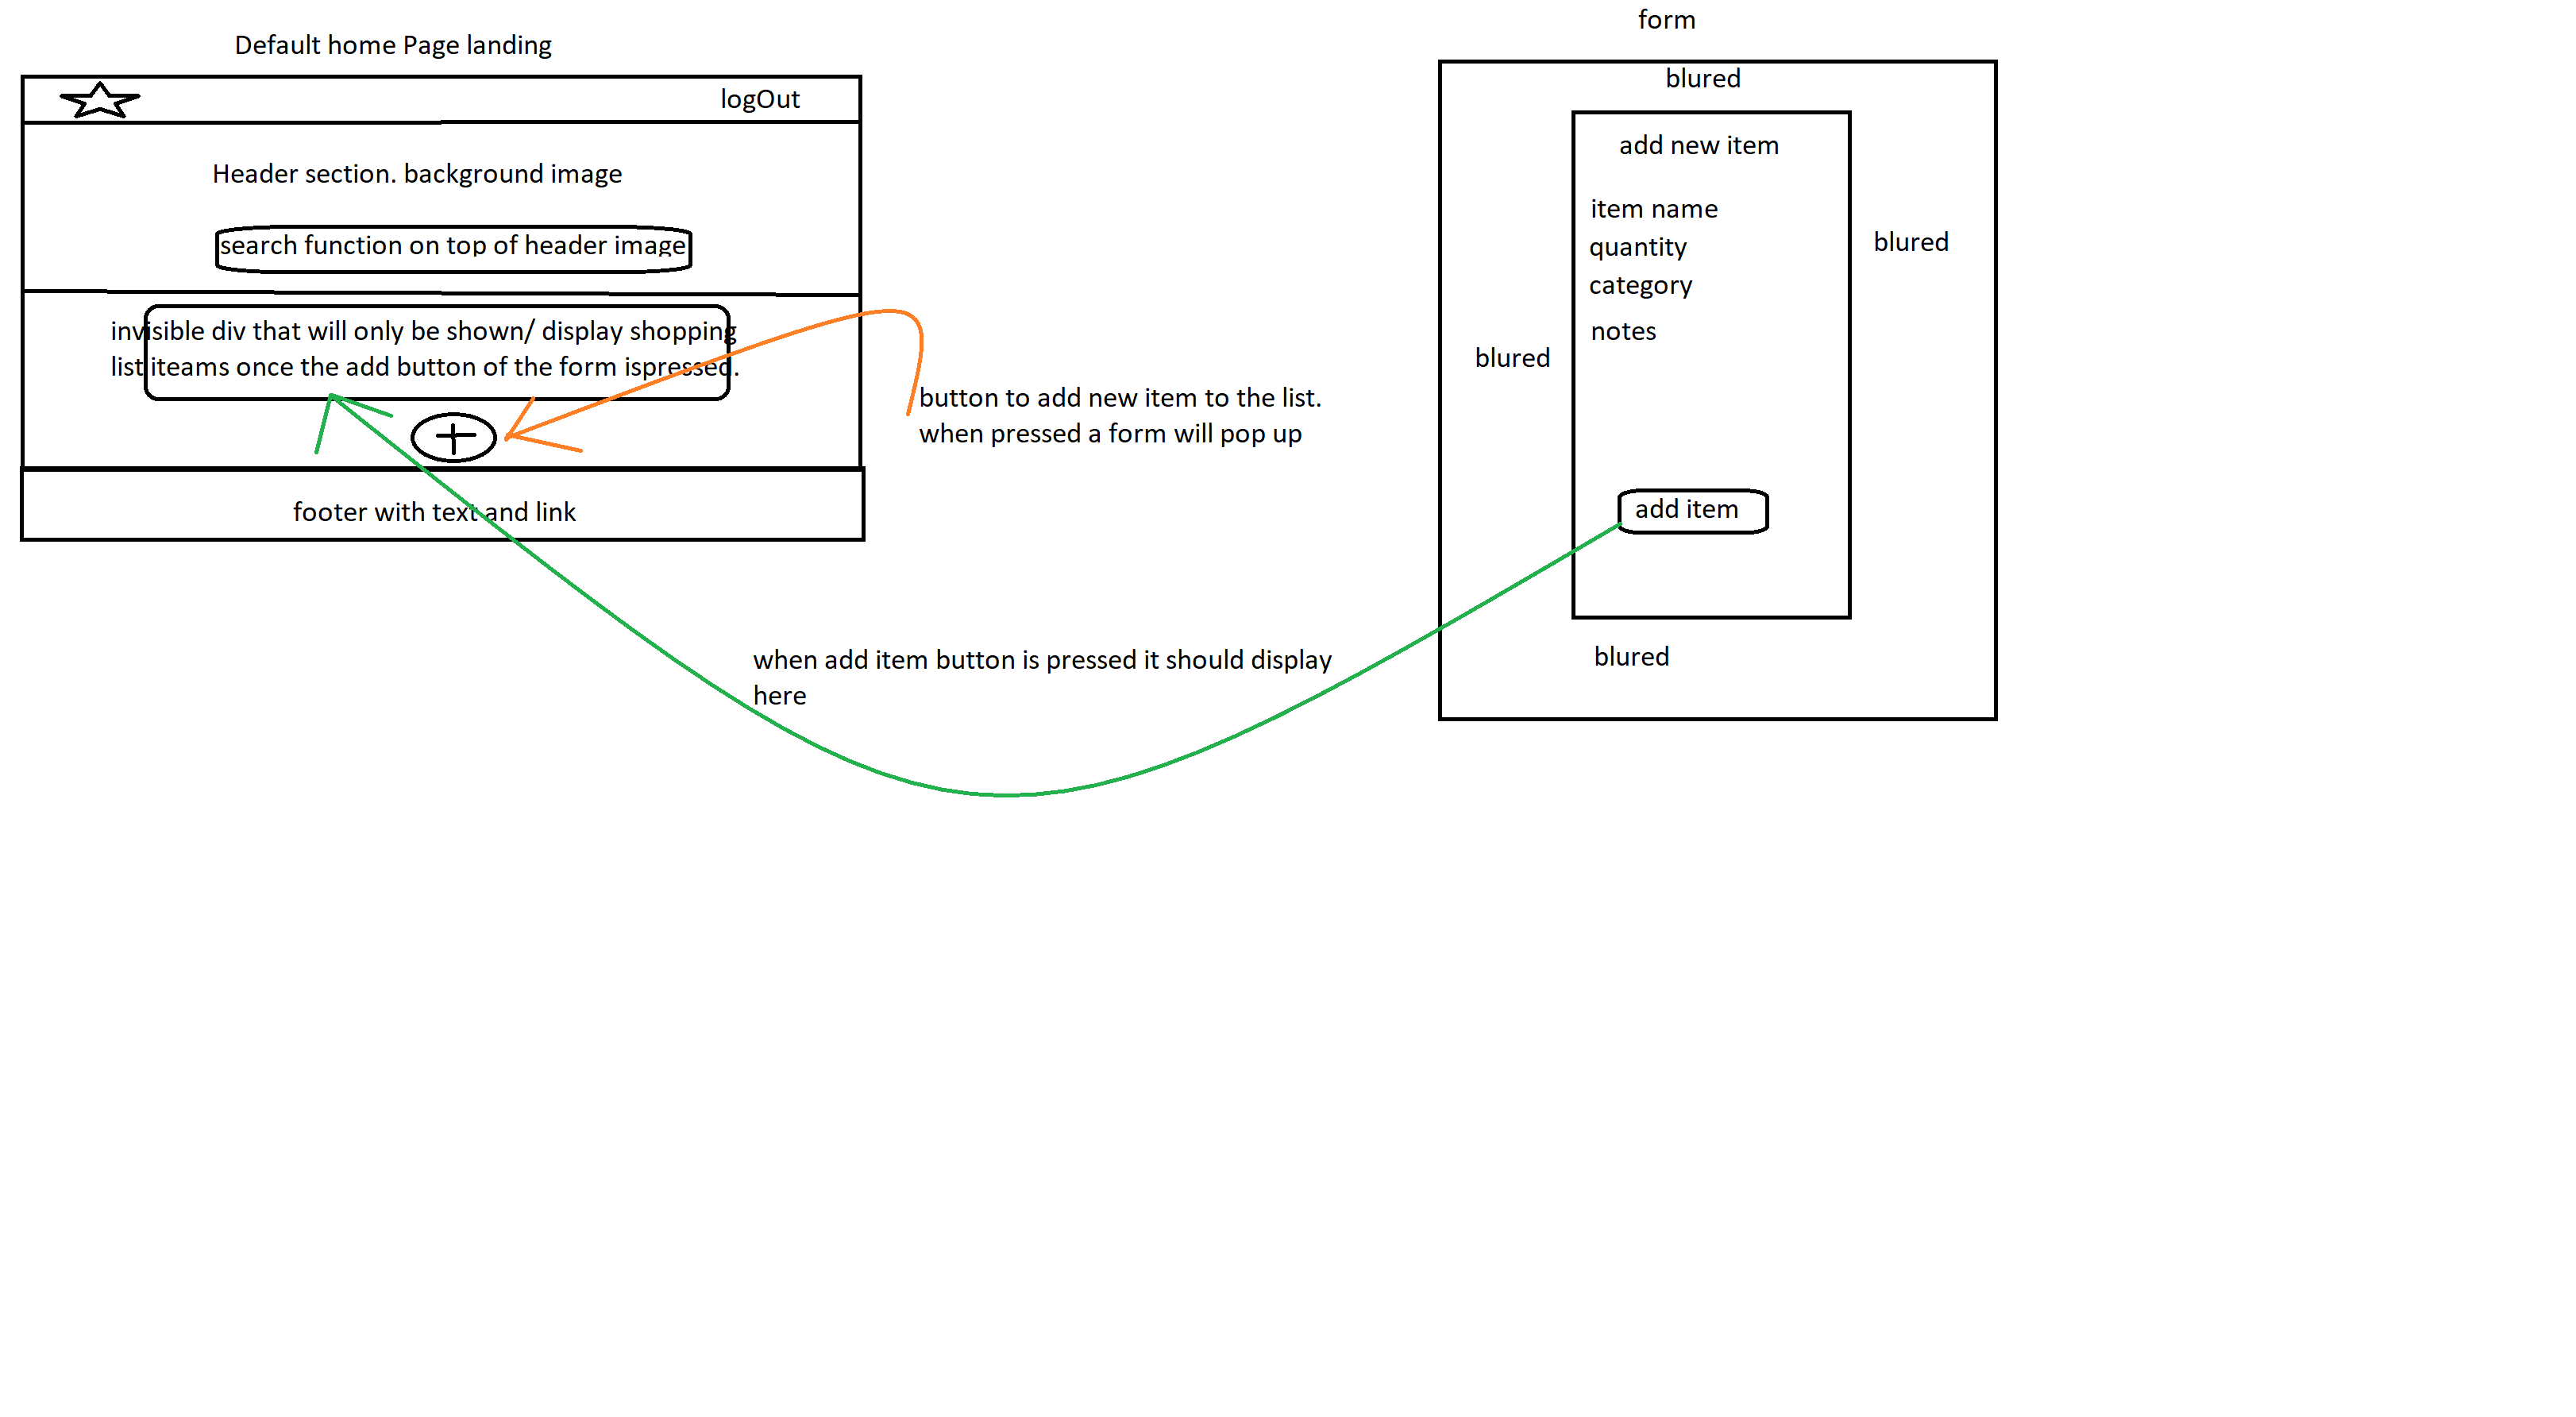 Default home Page landing
logOut
Header section. background image
search function on top of header image
invisible div that will only be shown/ display shopping
list iteams once the add button of the form ispressed.
button to add new item to the list.
when pressed a form will pop up
footer with text and link
when add item button is pressed it should display
here
form
blured
add new item
item name
quantity
category
notes
blured
blured
add item
blured